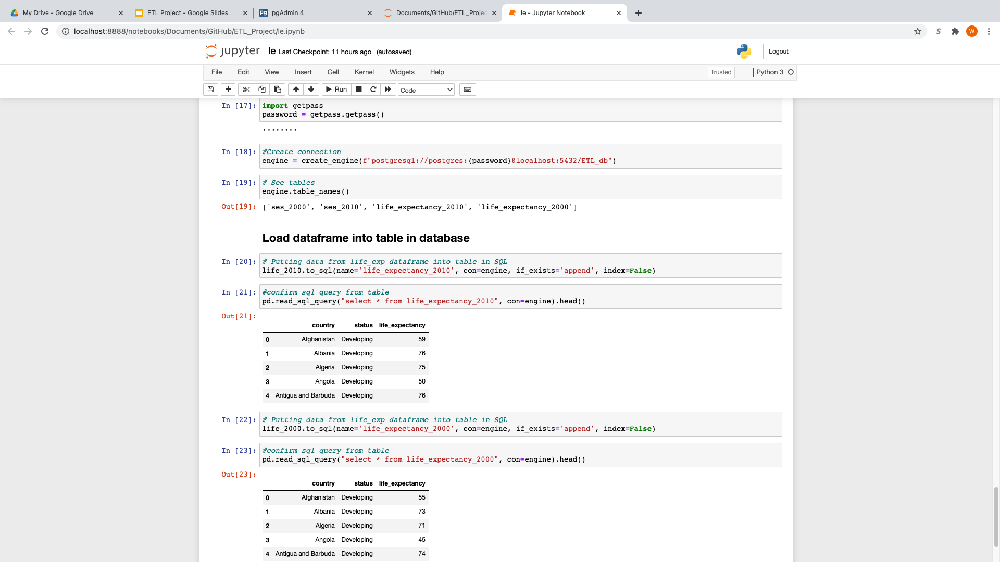 My Drive - Google Drive
ETL Project - Google Slides
pgAdmin 4
Documents/GitHub/ETL_Projec
le - Jupyter Notebook
localhost:8888/notebooks/Documents/GitHub/ETL_Project/le.ipynb
S
W
jupyter le Last Checkpoint: 11 hours ago (autosaved)
Logout
File Edit View Insert Cell Kernel Widgets Help
Trusted
Python 3
Run
Code
In [17]: import getpass
password = getpass.getpass()
........
In [18]: #Create connection
engine = create_engine(f"postgresql://postgres:{password}@localhost:5432/ETL_db")
In [19]: # See tables
engine.table_names()
Out[19]: ['ses_2000', 'ses_2010', 'life_expectancy_2010', 'life_expectancy_2000']
Load dataframe into table in database
In [20]: # Putting data from life_exp dataframe into table in SQL
life_2010.to_sql(name='life_expectancy_2010', con=engine, if_exists='append', index=False)
In [21]: #confirm sql query from table
pd.read_sql_query("select * from life_expectancy_2010", con=engine).head()
Out[21]:
country status life_expectancy
0 Afghanistan Developing 59
1 Albania Developing 76
2 Algeria Developing 75
3 Angola Developing 50
4 Antigua and Barbuda Developing 76
In [22]: # Putting data from life_exp dataframe into table in SQL
life_2000.to_sql(name='life_expectancy_2000', con=engine, if_exists='append', index=False)
In [23]: #confirm sql query from table
pd.read_sql_query("select * from life_expectancy_2000", con=engine).head()
Out[23]:
country status life_expectancy
0 Afghanistan Developing 55
1 Albania Developing 73
2 Algeria Developing 71
3 Angola Developing 45
4 Antigua and Barbuda Developing 74